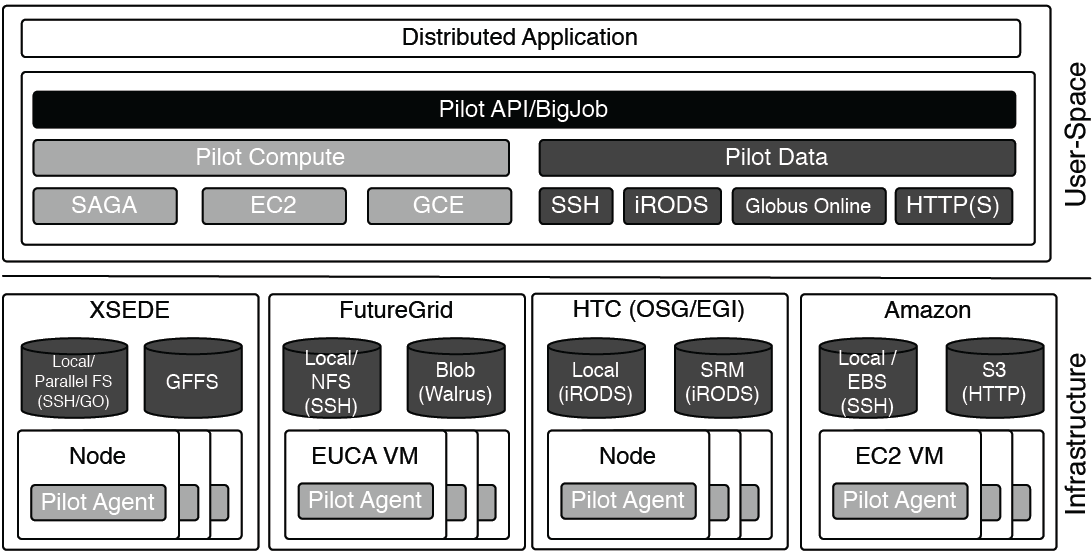 Distributed Application
Pilot API/BigJob
Pilot Compute
Pilot Data
SAGA
EC2
GCE
SSH
iRODS
Globus Online
HTTP(S)
User-Space
XSEDE
Local/
Parallel FS
(SSH/GO)
GFFS
Node
Pilot Agent
FutureGrid
Local/
NFS
(SSH)
Blob
(Walrus)
EUCA VM
Pilot Agent
HTC (OSG/EGI)
Local
(iRODS)
SRM
(iRODS)
Node
Pilot Agent
Amazon
Local /
EBS
(SSH)
S3
(HTTP)
EC2 VM
Pilot Agent
Infrastructure